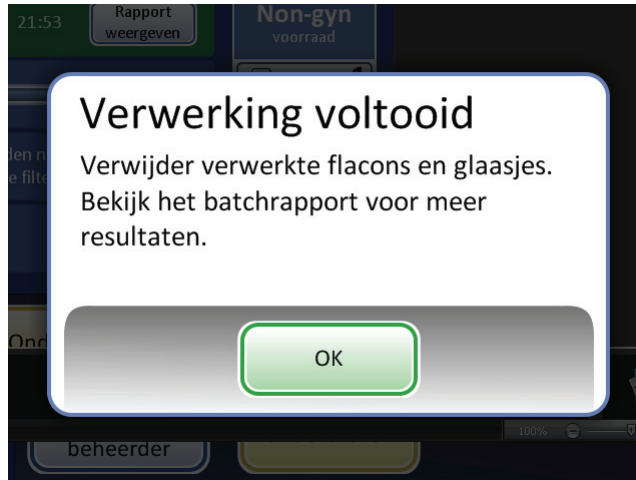 21:53
Rapport
weergeven
Non-gyn
voorraad
Verwerking voltooid
Verwijder verwerkte flacons en glaasjes.
Bekijk het batchrapport voor meer
resultaten.
OK
100%
beheerder